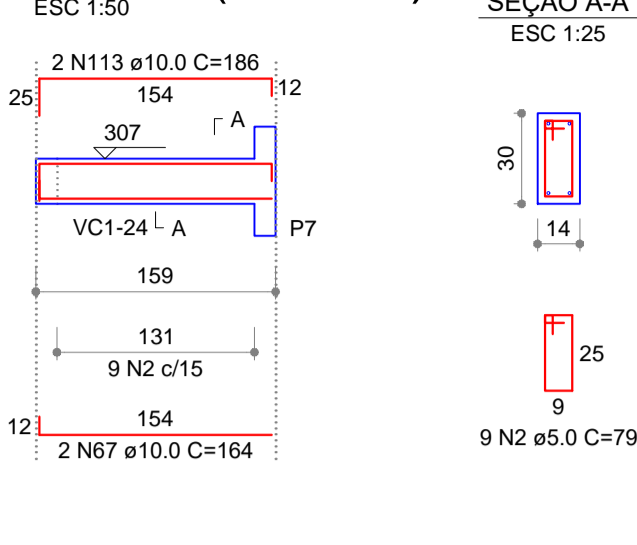 ESC 1:50
SEÇÃO A-A
ESC 1:25
2 N113 ø10.0 C=186
25
154
12
A
307
30
VC1-24
A
P7
14
159
131
9 N2 c/15
25
9
12
154
2 N67 ø10.0 C=164
9 N2 ø5.0 C=79